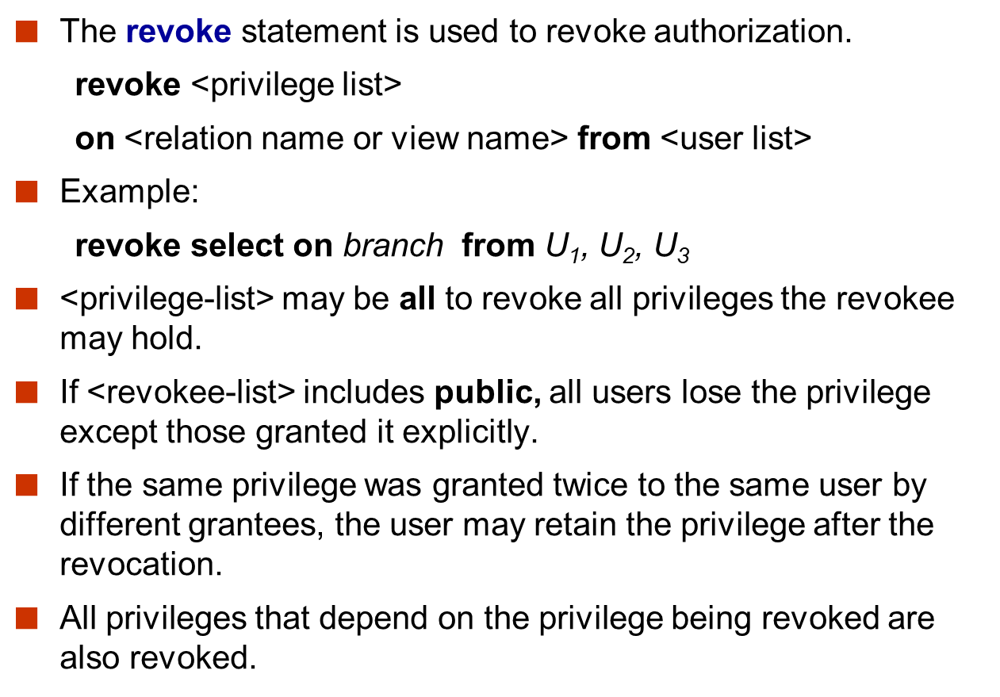 The revoke statement is used to revoke authorization.
revoke <privilege list>
on <relation name or view name> from <user list>
Example:
revoke select on branch from U1, U2, U3
<privilege-list> may be all to revoke all privileges the revokee
may hold.
If <revokee-list> includes public, all users lose the privilege
except those granted it explicitly.
If the same privilege was granted twice to the same user by
different grantees, the user may retain the privilege after the
revocation.
All privileges that depend on the privilege being revoked are
also revoked.